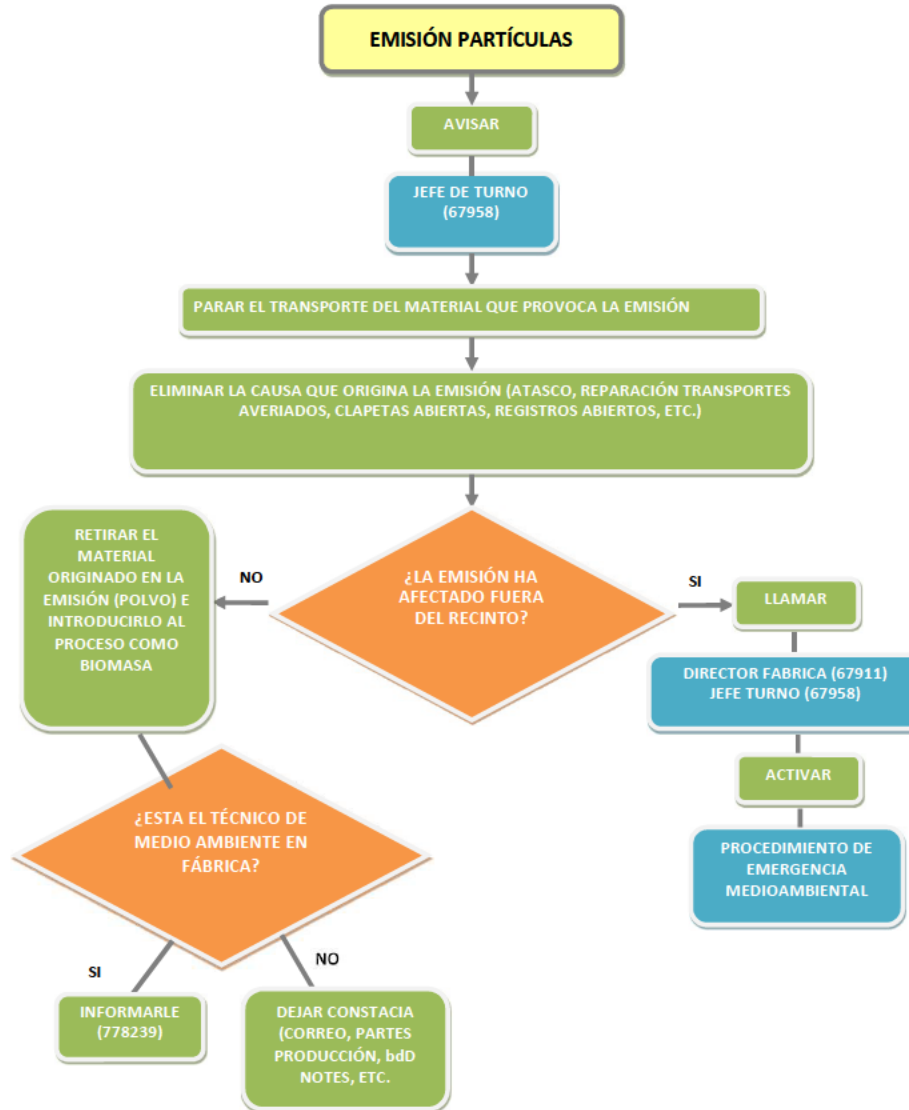 EMISIÓN PARTÍCULAS
AVISAR
JEFE DE TURNO
(67958)
PARAR EL TRANSPORTE DEL MATERIAL QUE PROVOCA LA EMISIÓN
ELIMINAR LA CAUSA QUE ORIGINA LA EMISIÓN (ATASCO, REPARACIÓN TRANSPORTES
AVERIADOS, CLAPETAS ABIERTAS, REGISTROS ABIERTOS, ETC.)
¿LA EMISIÓN HA
AFECTADO FUERA
DEL RECINTO?
NO
RETIRAR EL
MATERIAL
ORIGINADO EN LA
EMISIÓN (POLVO) E
INTRODUCIRLO AL
PROCESO COMO
BIOMASA
SI
LLAMAR
DIRECTOR FABRICA (67911)
JEFE TURNO (67958)
ACTIVAR
PROCEDIMIENTO DE
EMERGENCIA
MEDIOAMBIENTAL
¿ESTA EL TÉCNICO DE
MEDIO AMBIENTE EN
FÁBRICA?
SI
INFORMARLE
(778239)
NO
DEJAR CONSTACIA
(CORREO, PARTES
PRODUCCIÓN, bdD
NOTES, ETC.